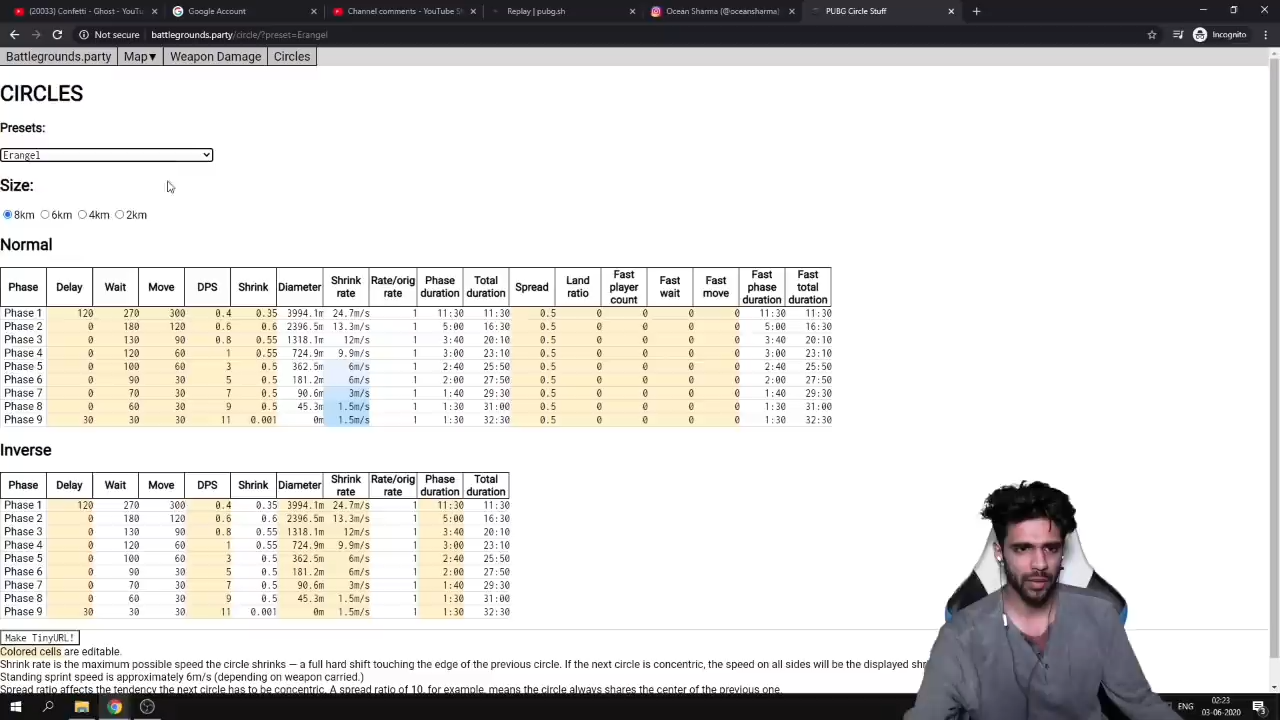 (20033) Confetti - Ghost - YouTu
Google Account
Channel comments - YouTube S
Replay | pubg.sh
Ocean Sharma (@oceansharma)
PUBG Circle Stuff
Not secure battlegrounds.party/circle/?preset=Erangel
Incognito
Battlegrounds.party Map▼ Weapon Damage Circles
CIRCLES
Presets:
Erangel
Size:
8km 6km 4km 2km
Normal
Phase Delay Wait Move DPS Shrink Diameter Shrink rate Rate/orig rate Phase duration Total duration Spread Land ratio Fast player count Fast wait Fast move Fast phase duration Fast total duration
Phase 1 120 270 300 0.4 0.35 3994.1m 24.7m/s 1 11:30 11:30 0.5 0 0 0 0 11:30 11:30
Phase 2 0 180 120 0.6 0.6 2396.5m 13.3m/s 1 5:00 16:30 0.5 0 0 0 0 5:00 16:30
Phase 3 0 130 90 0.8 0.55 1318.1m 12m/s 1 3:40 20:10 0.5 0 0 0 0 3:40 20:10
Phase 4 0 120 60 1 0.55 724.9m 9.9m/s 1 3:00 23:10 0.5 0 0 0 0 3:00 23:10
Phase 5 0 100 60 3 0.5 362.5m 6m/s 1 2:40 25:50 0.5 0 0 0 0 2:40 25:50
Phase 6 0 90 30 5 0.5 181.2m 6m/s 1 2:00 27:50 0.5 0 0 0 0 2:00 27:50
Phase 7 0 70 30 7 0.5 90.6m 3m/s 1 1:40 29:30 0.5 0 0 0 0 1:40 29:30
Phase 8 0 60 30 9 0.5 45.3m 1.5m/s 1 1:30 31:00 0.5 0 0 0 0 1:30 31:00
Phase 9 30 30 30 11 0.001 0m 1.5m/s 1 1:30 32:30 0.5 0 0 0 0 1:30 32:30
Inverse
Phase Delay Wait Move DPS Shrink Diameter Shrink rate Rate/orig rate Phase duration Total duration
Phase 1 120 270 300 0.4 0.35 3994.1m 24.7m/s 1 11:30 11:30
Phase 2 0 180 120 0.6 0.6 2396.5m 13.3m/s 1 5:00 16:30
Phase 3 0 130 90 0.8 0.55 1318.1m 12m/s 1 3:40 20:10
Phase 4 0 120 60 1 0.55 724.9m 9.9m/s 1 3:00 23:10
Phase 5 0 100 60 3 0.5 362.5m 6m/s 1 2:40 25:50
Phase 6 0 90 30 5 0.5 181.2m 6m/s 1 2:00 27:50
Phase 7 0 70 30 7 0.5 90.6m 3m/s 1 1:40 29:30
Phase 8 0 60 30 9 0.5 45.3m 1.5m/s 1 1:30 31:00
Phase 9 30 30 30 11 0.001 0m 1.5m/s 1 1:30 32:30
Make TinyURL!
Colored cells are editable.
Shrink rate is the maximum possible speed the circle shrinks — a full hard shift touching the edge of the previous circle. If the next circle is concentric, the speed on all sides will be the displayed shri
Standing sprint speed is approximately 6m/s (depending on weapon carried.)
Spread ratio affects the tendency the next circle has to be concentric. A spread ratio of 10, for example, means the circle always shares the center of the previous one.
ENG
02:23
03-06-2020
3